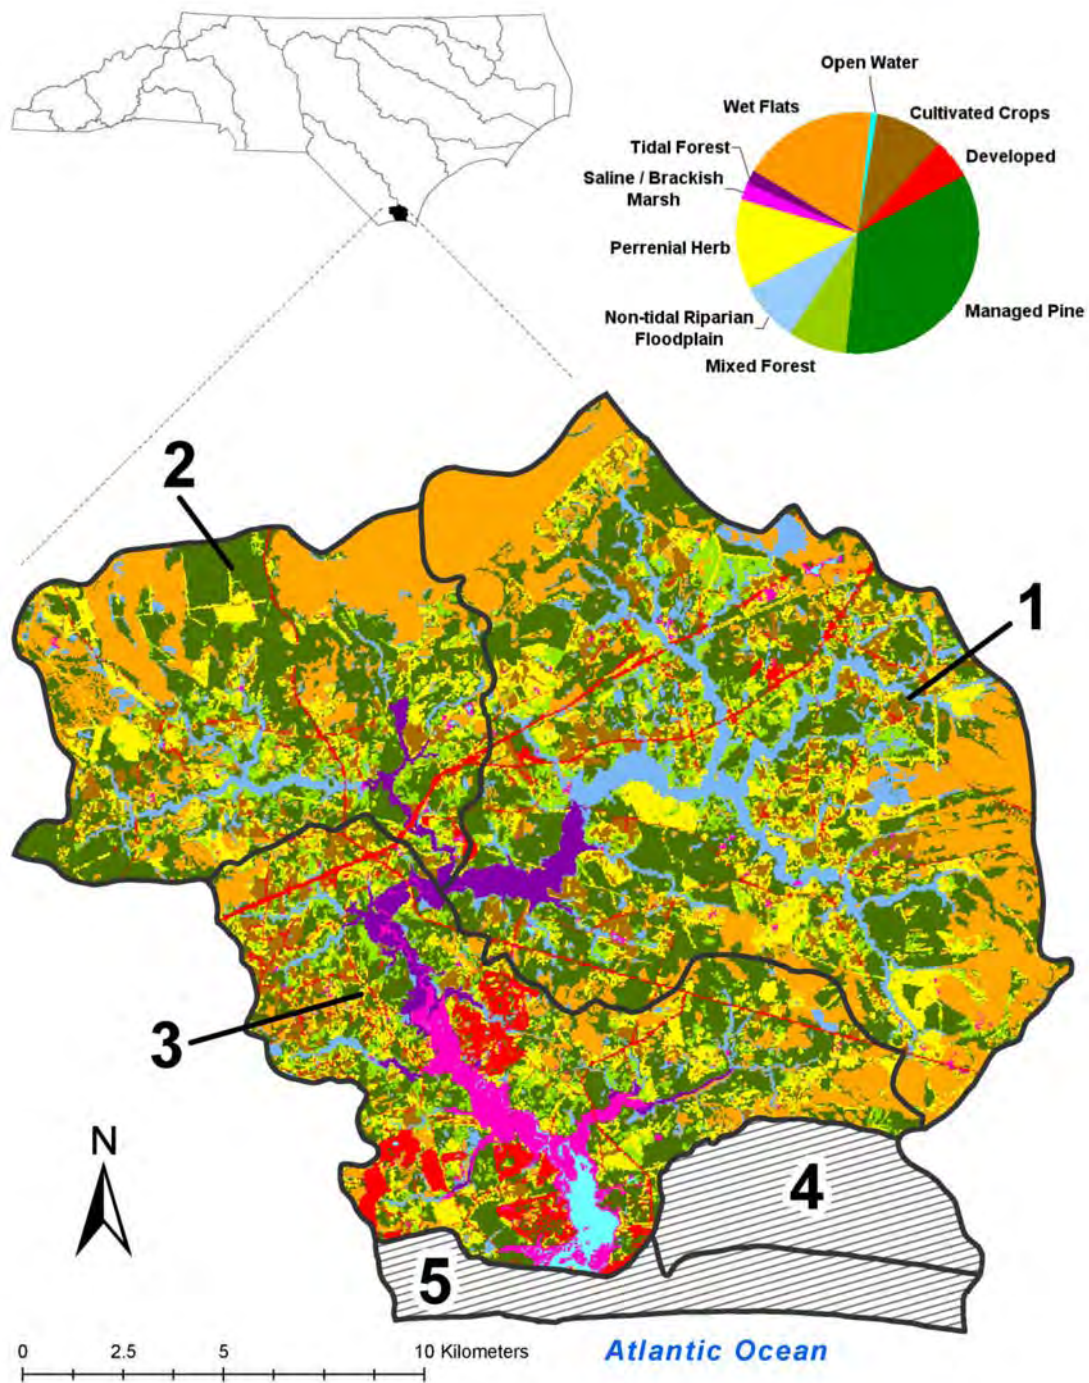 Open Water
Wet Flats
Cultivated Crops
Tidal Forest
Developed
Saline / Brackish
Marsh
Perrenial Herb
Managed Pine
Non-tidal Riparian
Floodplain
Mixed Forest
2
1
3
N
4
5
0 2.5 5 10 Kilometers
Atlantic Ocean